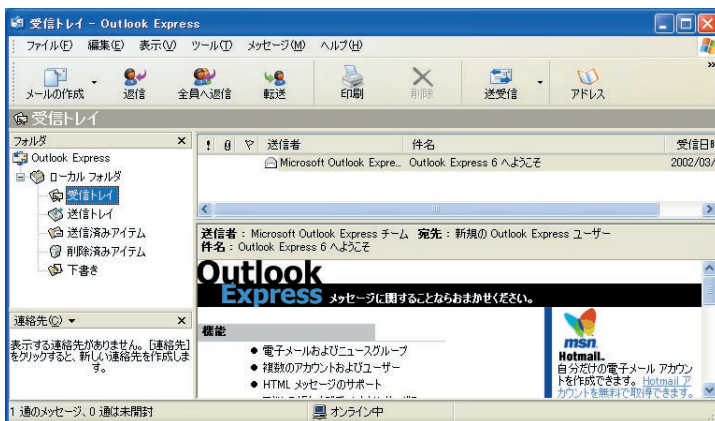 受信トレイ - Outlook Express
ファイル(F) 編集(E) 表示(V) ツール(T) メッセージ(M) ヘルプ(H)
メールの作成 返信 全員へ返信 転送 印刷 削除 送受信 アドレス
受信トレイ
フォルダ
Outlook Express
ローカル フォルダ
受信トレイ
送信トレイ
送信済みアイテム
削除済みアイテム
下書き
連絡先(C)
表示する連絡先がありません。[連絡先]
をクリックすると、新しい連絡先を作成しま
す。
送信者 件名 受信日時
Microsoft Outlook Expre... Outlook Express 6 へようこそ 2002/03/
送信者: Microsoft Outlook Express チーム 宛先: 新規の Outlook Express ユーザー
件名: Outlook Express 6 へようこそ
Outlook
Express メッセージに関することならおまかせください。
機能
● 電子メールおよびニュースグループ
● 複数のアカウントおよびユーザー
● HTML メッセージのサポート
msn
Hotmail.
自分だけの電子メール アカウン
トを作成できます。Hotmail ア
カウントを無料で取得できます。
1 通のメッセージ、0 通は未開封 オンライン中